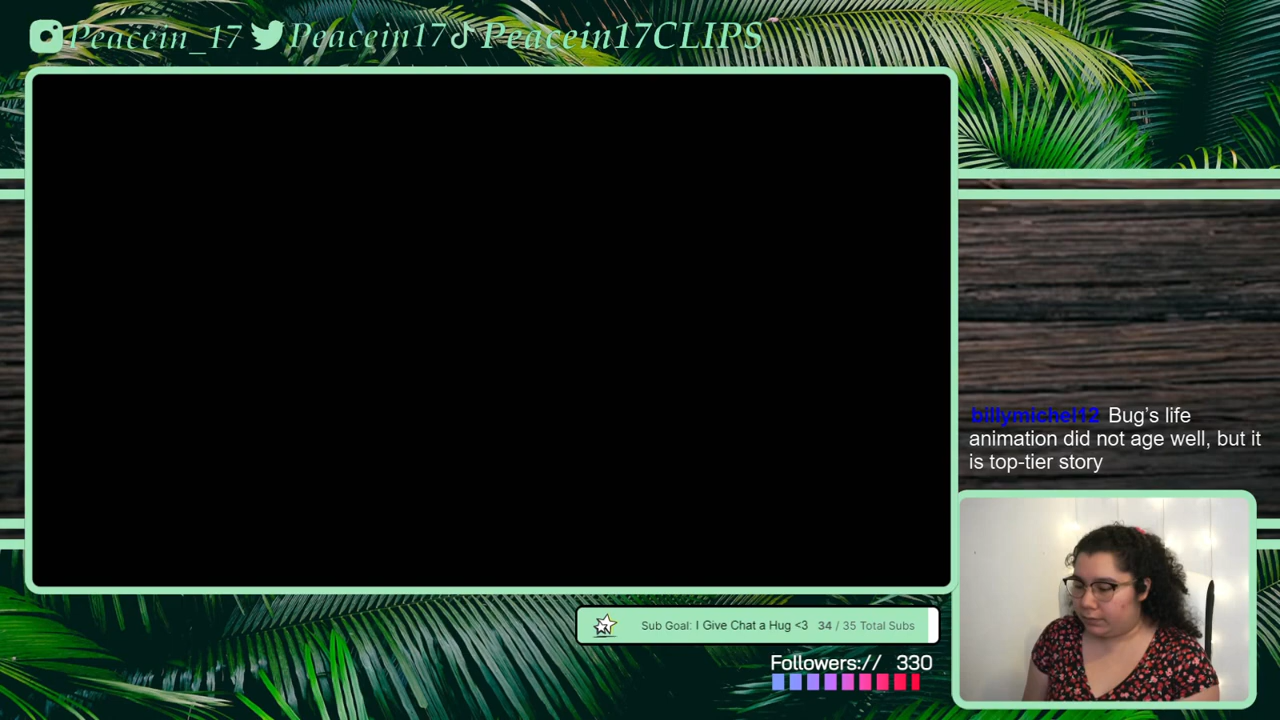 Peacein_17 Peacein17 Peacein17CLIPS
billymichel12 Bug's life
animation did not age well, but it
is top-tier story
Sub Goal: I Give Chat a Hug <3 34 / 35 Total Subs
Followers:// 330